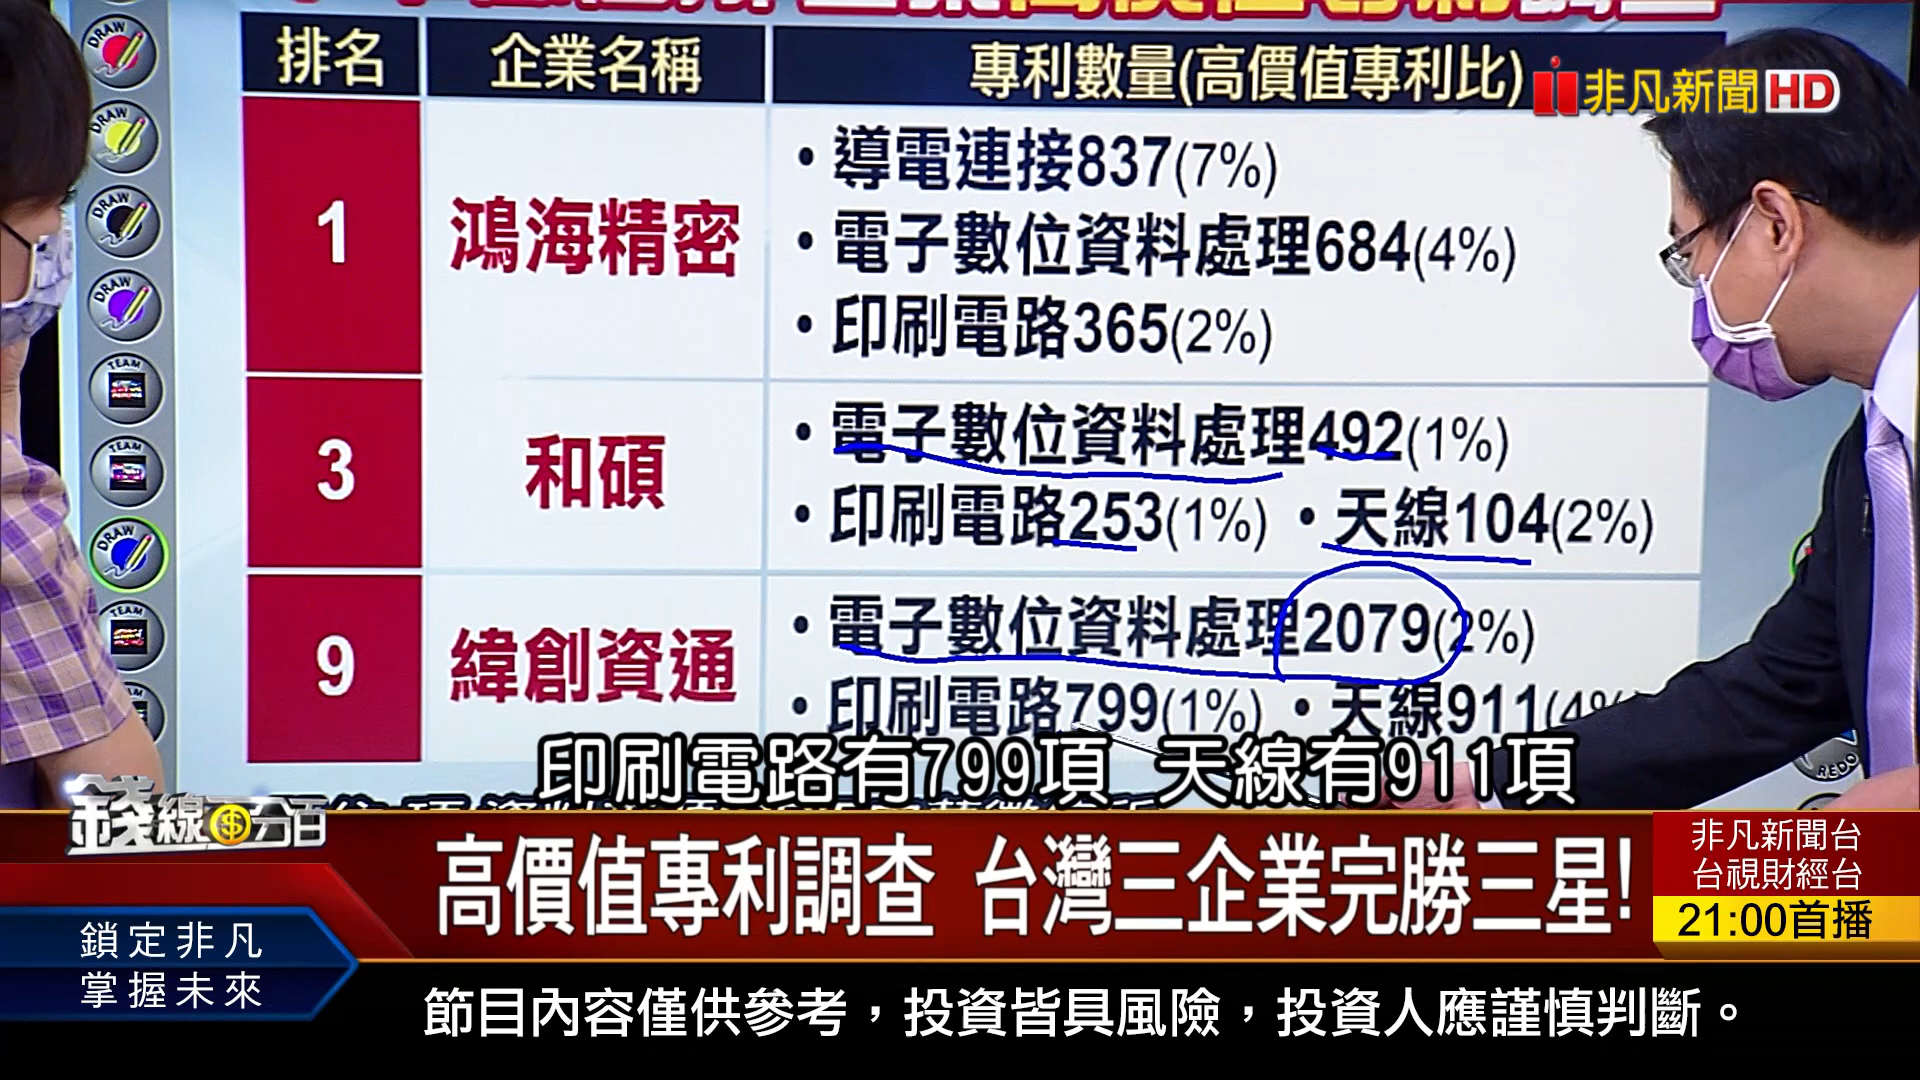 排名
企業名稱
專利數量(高價值專利比)
非凡新聞HD
1
鴻海精密
•導電連接837(7%)
•電子數位資料處理684(4%)
•印刷電路365(2%)
3
和碩
•電子數位資料處理492(1%)
•印刷電路253(1%) •天線104(2%)
9
緯創資通
•電子數位資料處理2079(2%)
•印刷電路799(1%) •天線911(4%
DRAW
DRAW
DRAW
DRAW
TEAM
TEAM
DRAW
TEAM
REDO
印刷電路有799項 天線有911項
錢線百分百
高價值專利調查 台灣三企業完勝三星!
非凡新聞台
台視財經台
21:00首播
鎖定非凡
掌握未來
節目內容僅供參考，投資皆具風險，投資人應謹慎判斷。